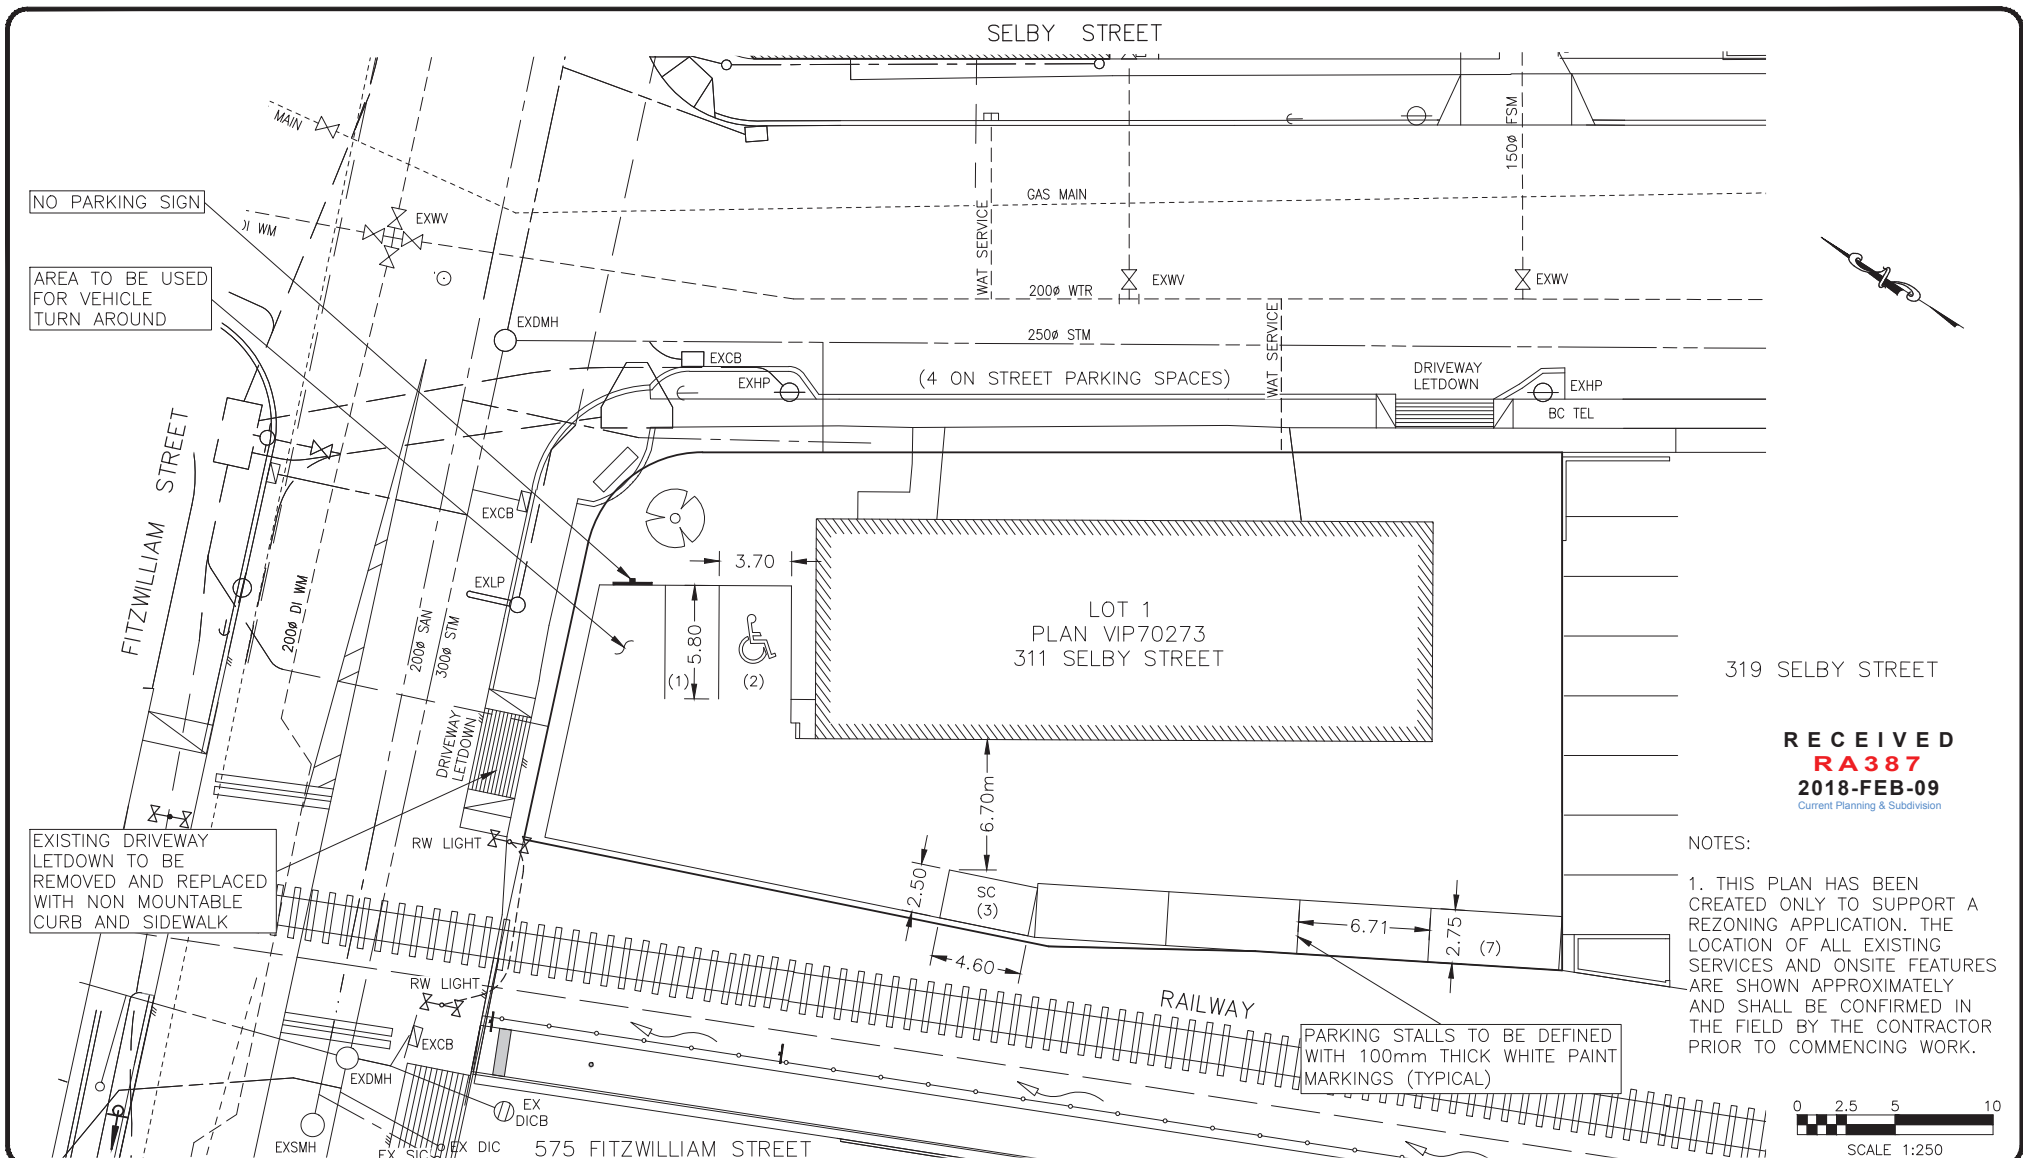 SELBY STREET
MAIN
150ø FSM
NO PARKING SIGN
GAS MAIN
EXWV
WM
WAT SERVICE
AREA TO BE USED
FOR VEHICLE
TURN AROUND
EXWV
EXWV
200ø WTR
EXDMH
250ø STM
WAT SERVICE
EXCB
EXHP
(4 ON STREET PARKING SPACES)
DRIVEWAY
LETDOWN
EXHP
BC TEL
FITZWILLIAM STREET
EXCB
3.70
EXLP
200ø DI WM
200ø SAN
300ø STM
5.80
(1)
(2)
LOT 1
PLAN VIP70273
311 SELBY STREET
319 SELBY STREET
DRIVEWAY
LETDOWN
RECEIVED
RA387
2018-FEB-09
Current Planning & Subdivision
6.70m
EXISTING DRIVEWAY
LETDOWN TO BE
REMOVED AND REPLACED
WITH NON MOUNTABLE
CURB AND SIDEWALK
RW LIGHT
2.50
SC
(3)
4.60
6.71
2.75
(7)
NOTES:
1. THIS PLAN HAS BEEN
CREATED ONLY TO SUPPORT A
REZONING APPLICATION. THE
LOCATION OF ALL EXISTING
SERVICES AND ONSITE FEATURES
ARE SHOWN APPROXIMATELY
AND SHALL BE CONFIRMED IN
THE FIELD BY THE CONTRACTOR
PRIOR TO COMMENCING WORK.
RW LIGHT
RAILWAY
PARKING STALLS TO BE DEFINED
WITH 100mm THICK WHITE PAINT
MARKINGS (TYPICAL)
EXCB
EXDMH
EX
DICB
EXSMH
EX SIC
EX DIC
575 FITZWILLIAM STREET
0 2.5 5 10
SCALE 1:250